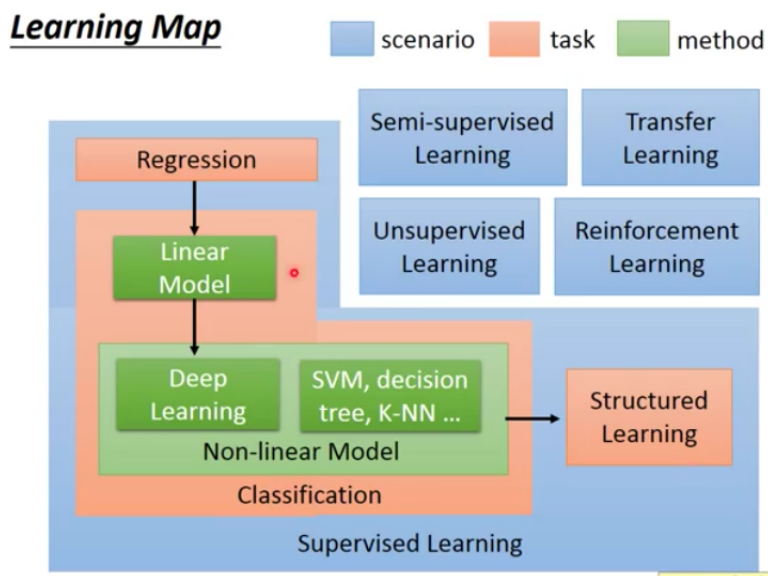 Learning Map
scenario
task
method
Semi-supervised
Learning
Transfer
Learning
Regression
Unsupervised
Learning
Reinforcement
Learning
Linear
Model
Deep
Learning
SVM, decision
tree, K-NN ...
Structured
Learning
Non-linear Model
Classification
Supervised Learning